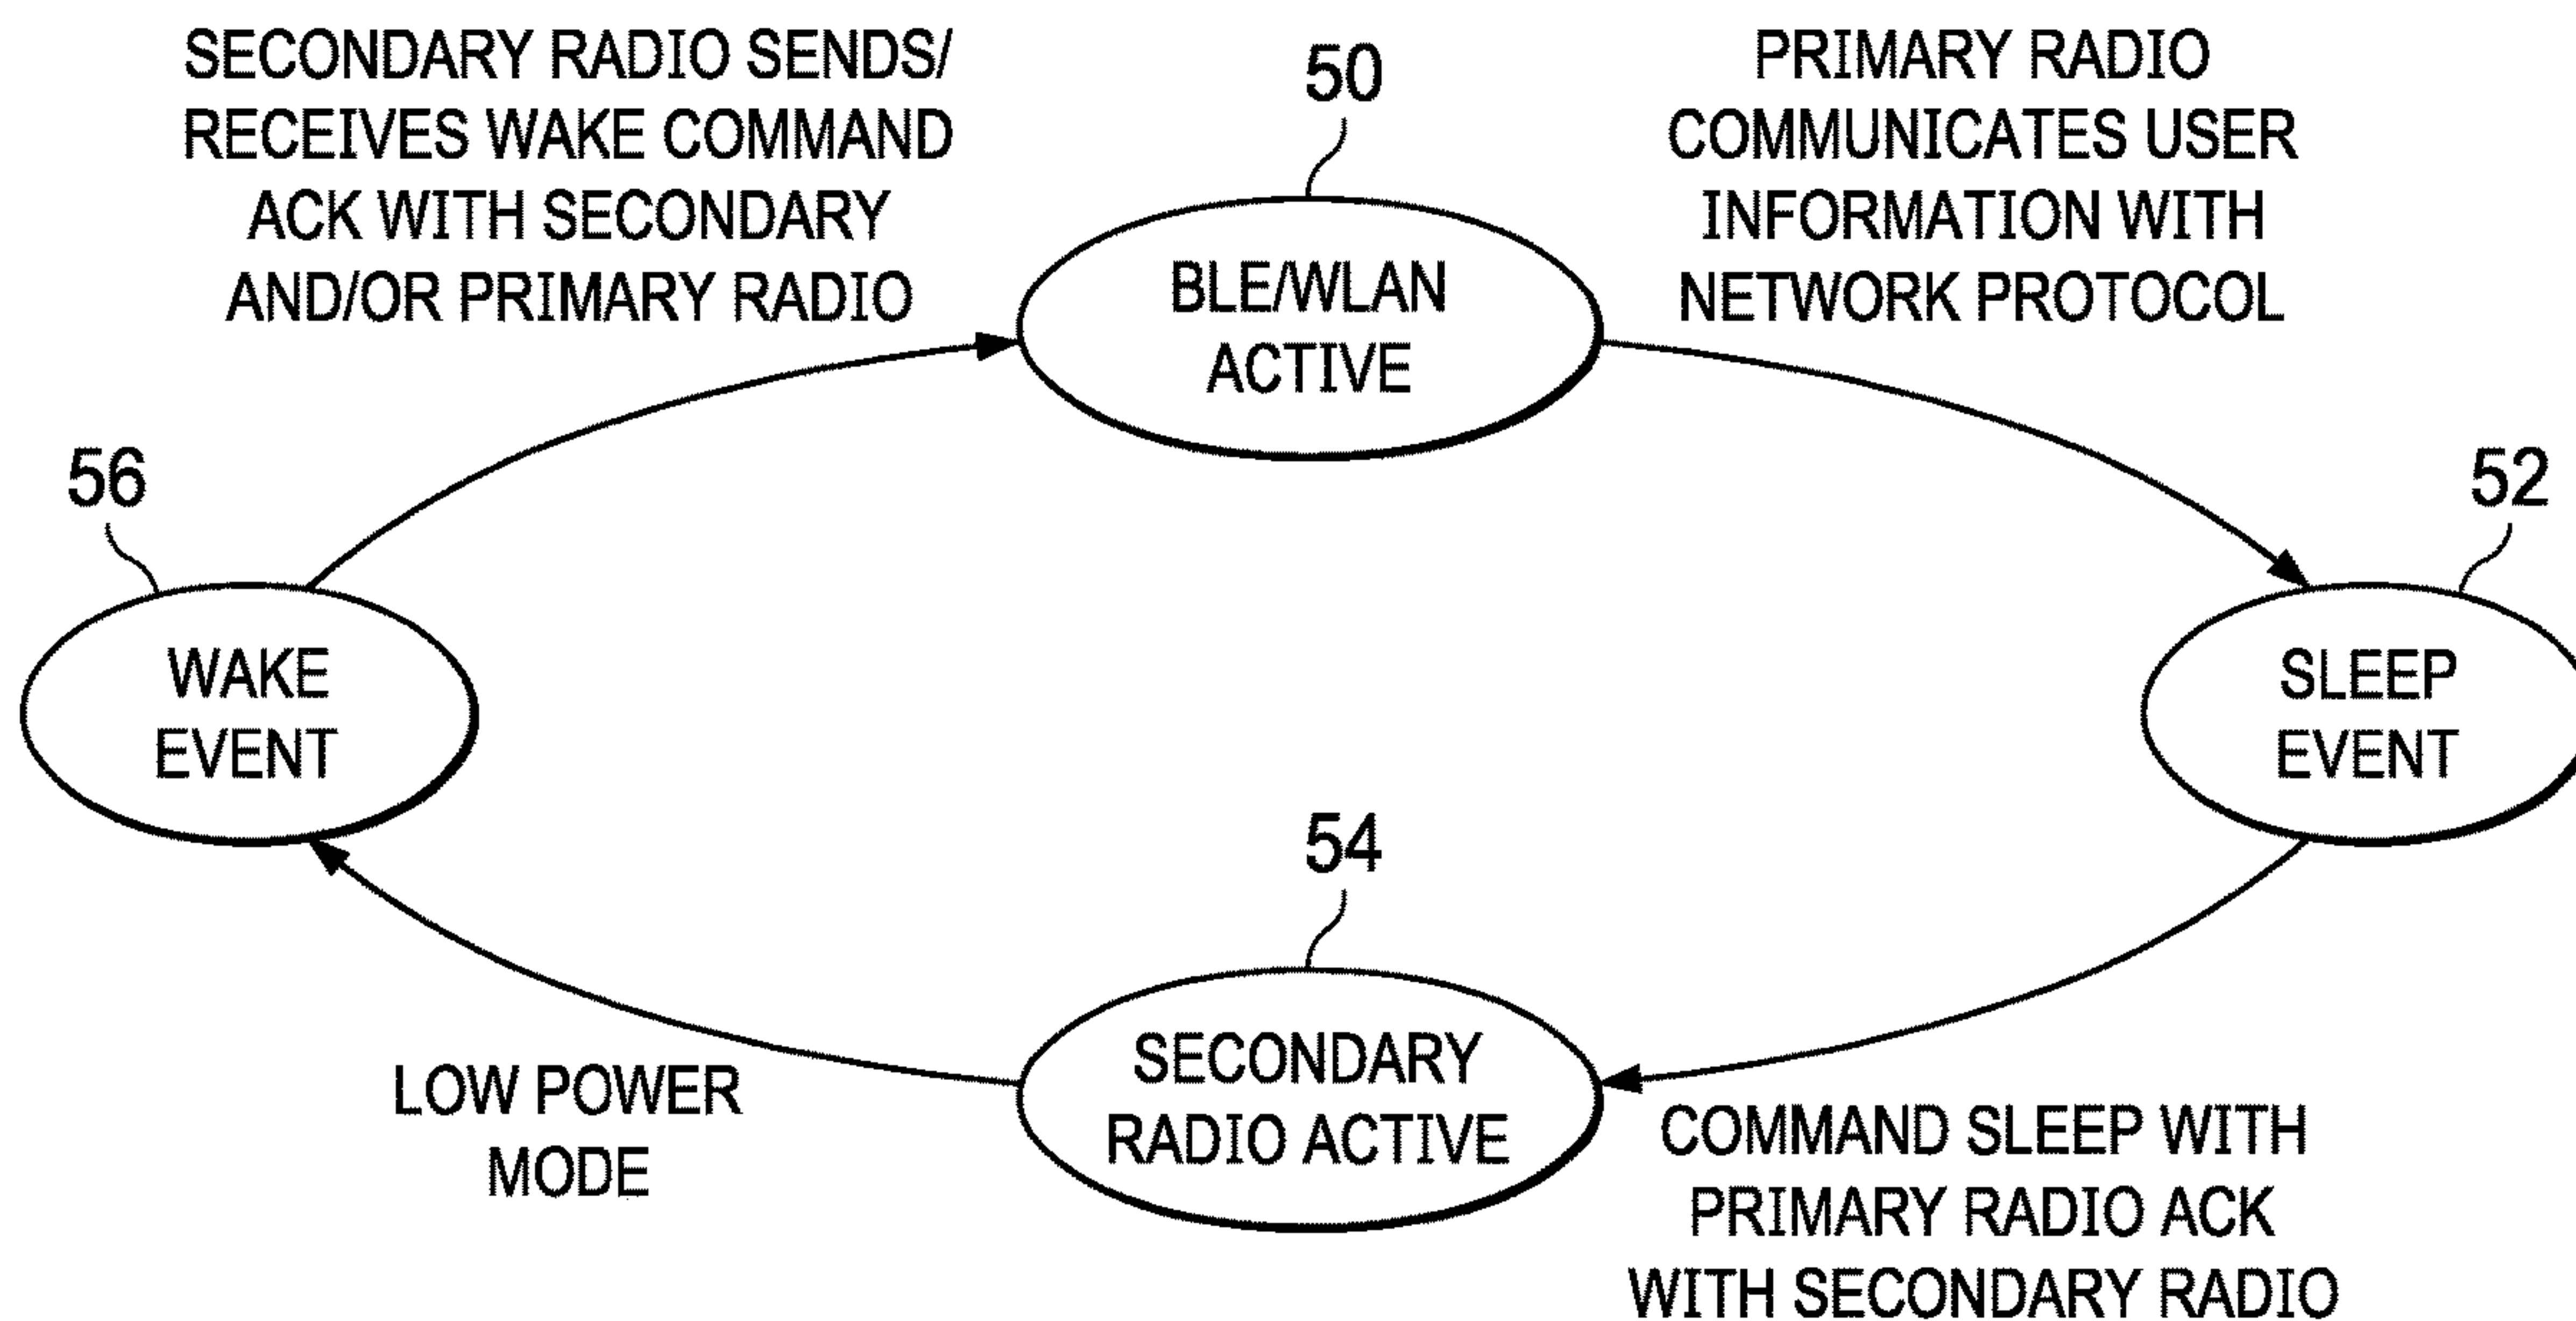 SECONDARY RADIO SENDS/
RECEIVES WAKE COMMAND
ACK WITH SECONDARY
AND/OR PRIMARY RADIO
50
PRIMARY RADIO
COMMUNICATES USER
INFORMATION WITH
NETWORK PROTOCOL
BLE/WLAN
ACTIVE
56
52
WAKE
EVENT
SLEEP
EVENT
54
SECONDARY
RADIO ACTIVE
LOW POWER
MODE
COMMAND SLEEP WITH
PRIMARY RADIO ACK
WITH SECONDARY RADIO